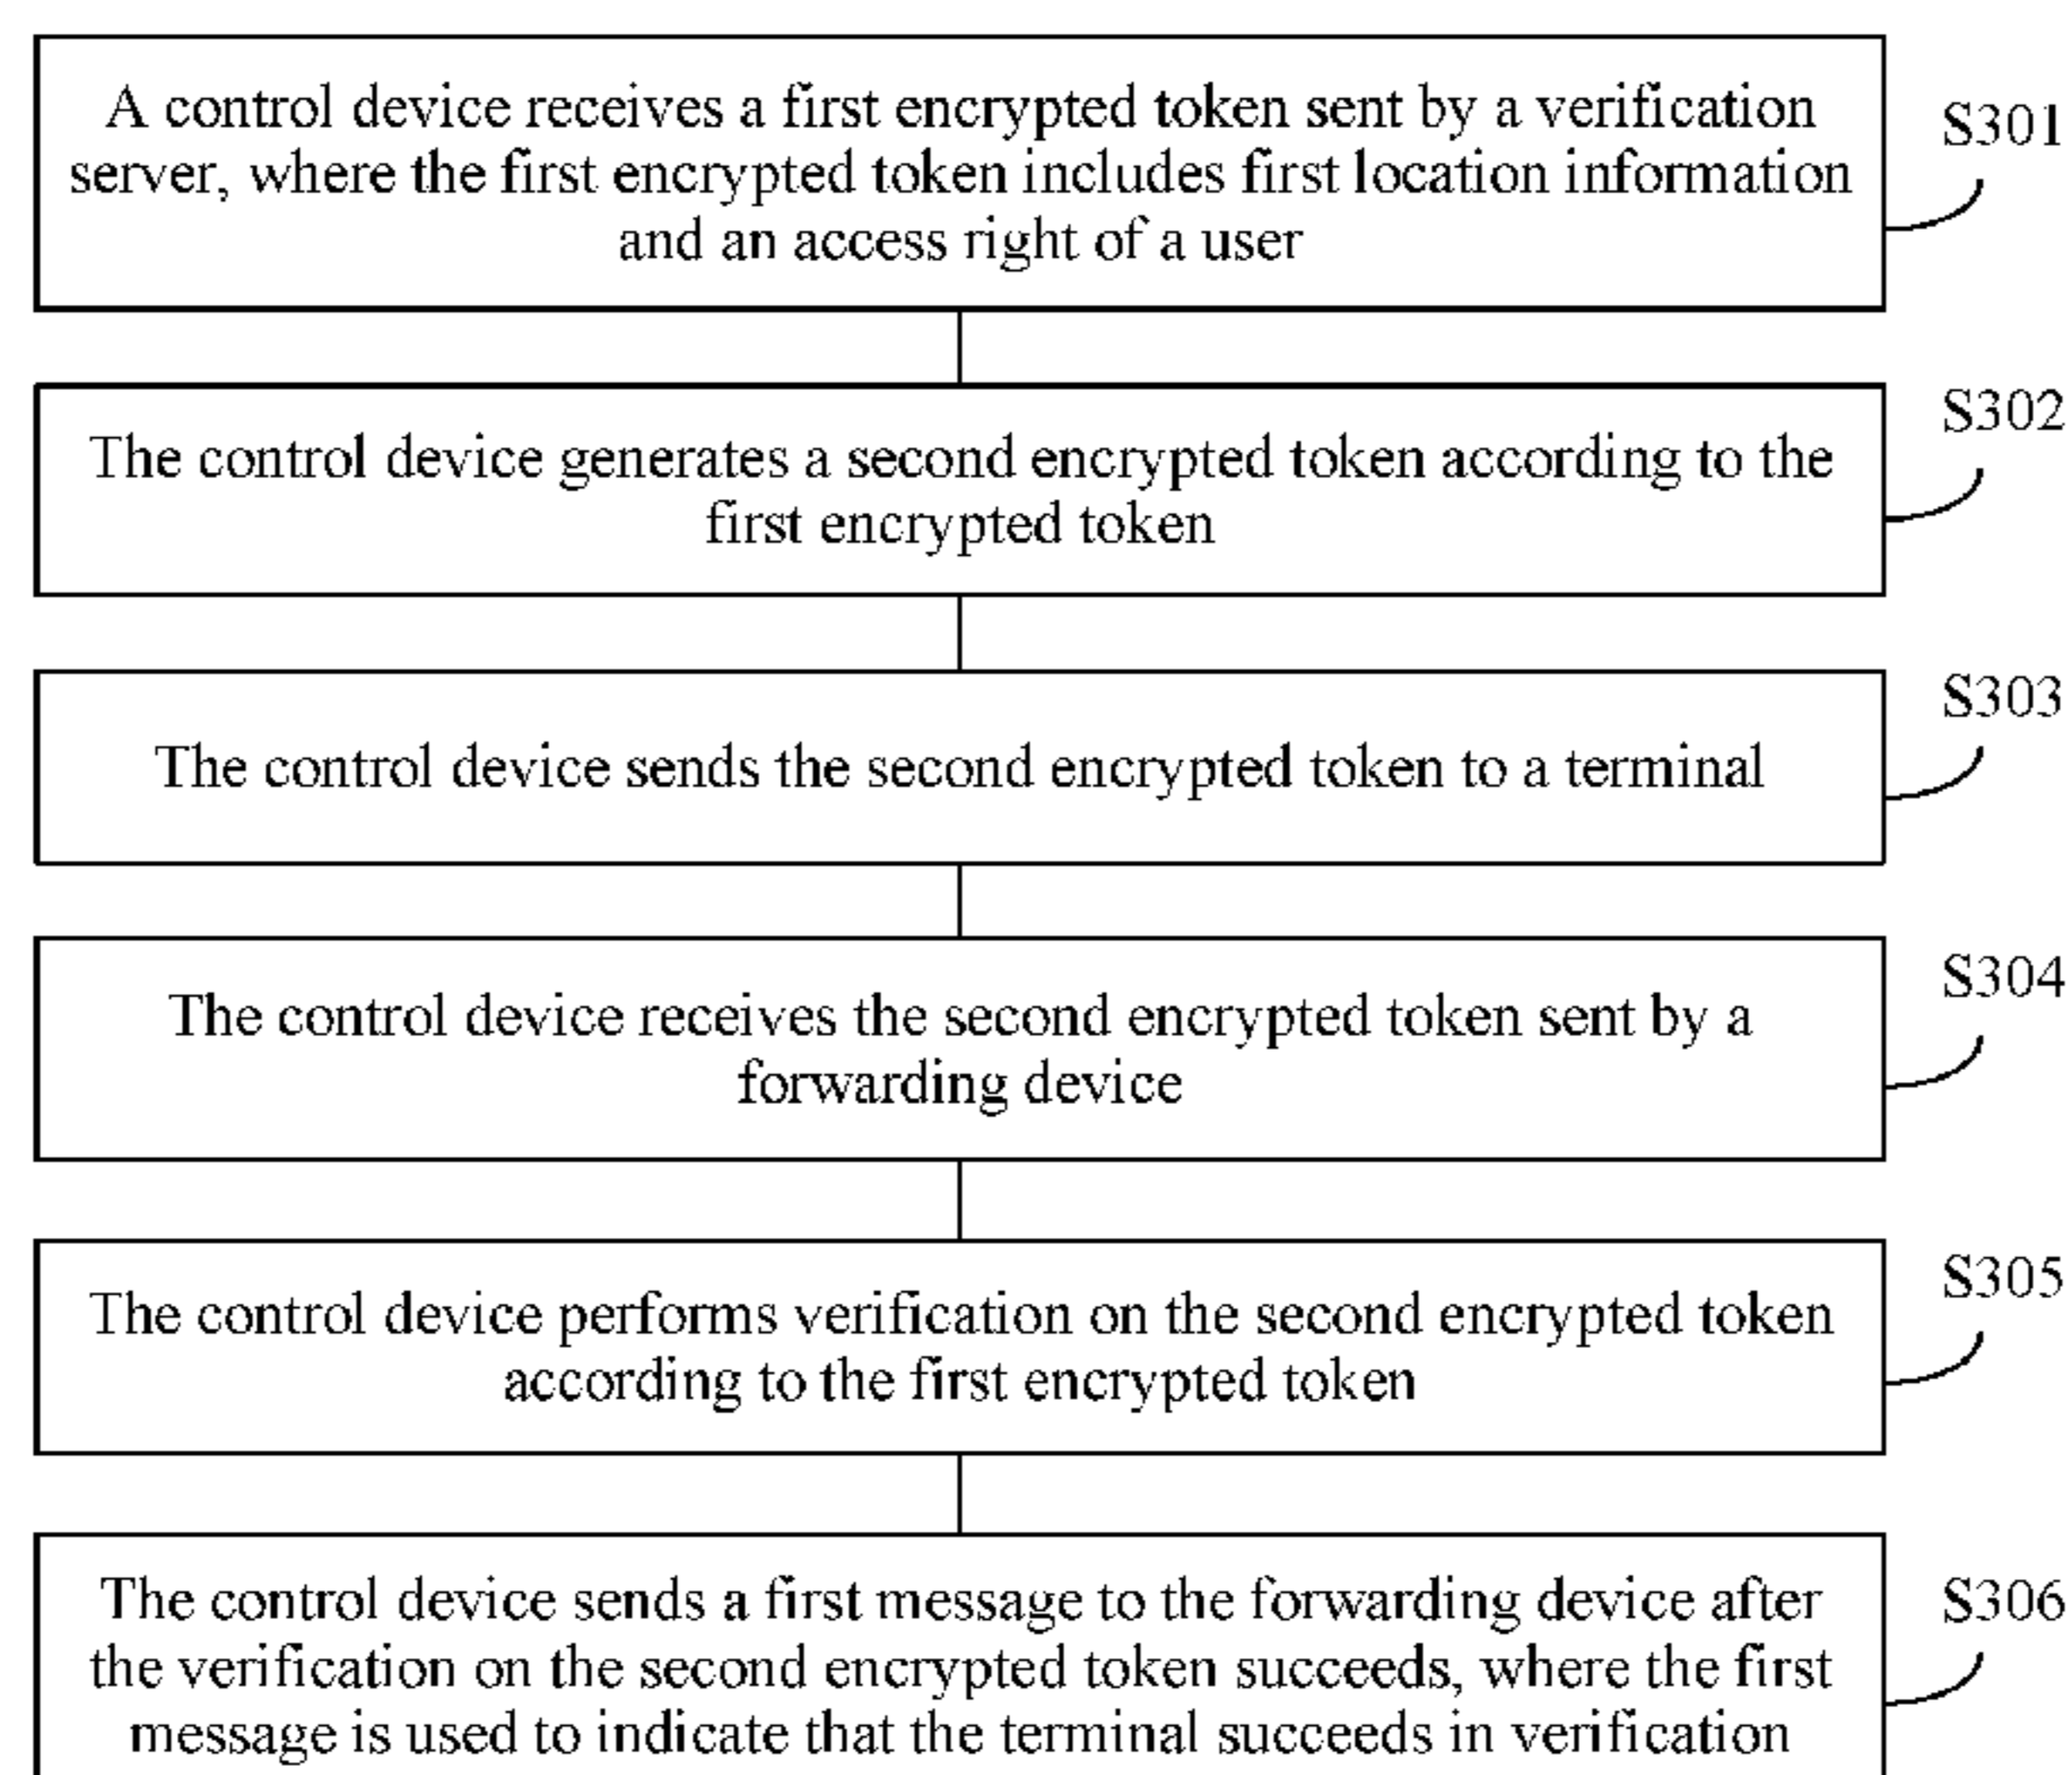 A control device receives a first encrypted token sent by a verification
server, where the first encrypted token includes first location information
and an access right of a user
S301
The control device generates a second encrypted token according to the
first encrypted token
S302
The control device sends the second encrypted token to a terminal
S303
The control device receives the second encrypted token sent by a
forwarding device
S304
The control device performs verification on the second encrypted token
according to the first encrypted token
S305
The control device sends a first message to the forwarding device after
the verification on the second encrypted token succeeds, where the first
message is used to indicate that the terminal succeeds in verification
S306